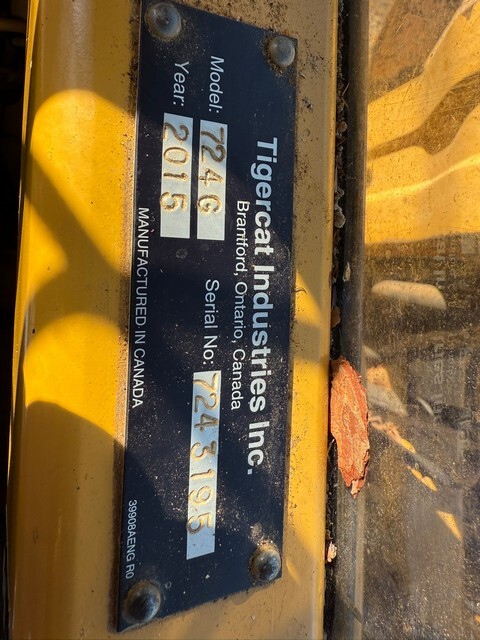 Tigercat Industries Inc.
Brantford, Ontario, Canada
Model: 724G Serial No: 7243195
Year: 2015
MANUFACTURED IN CANADA
39908AENG R0